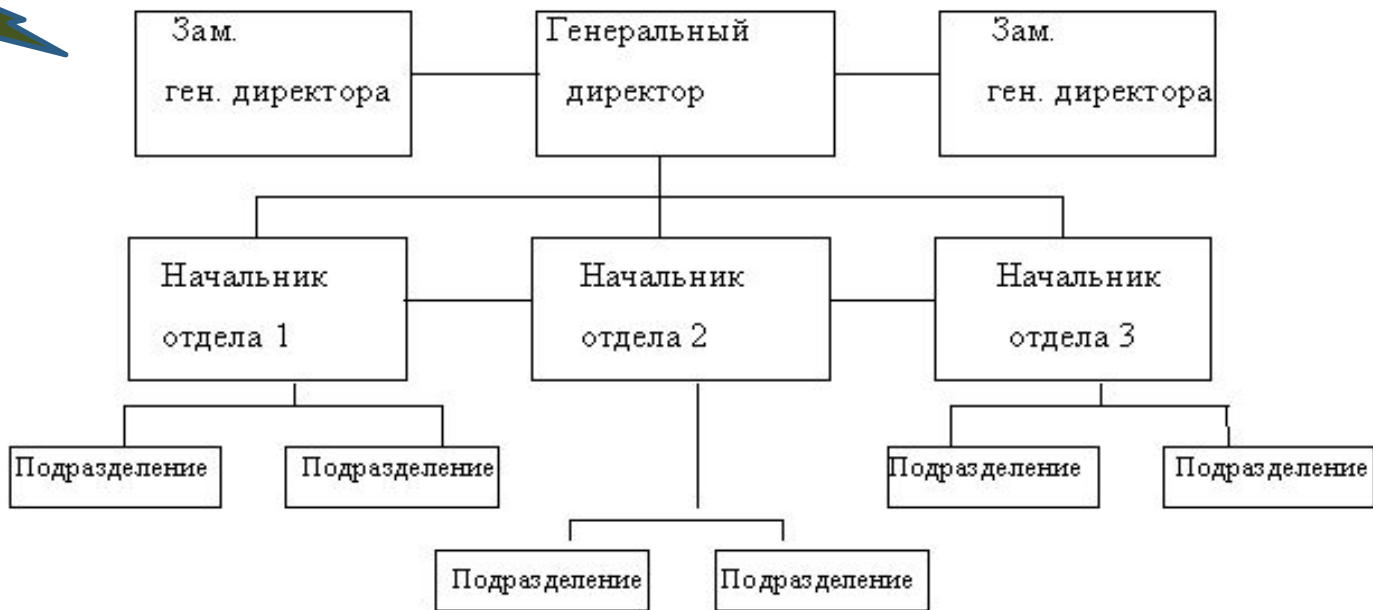 Зам.
ген. директора
Генеральный
директор
Зам.
ген. директора
Начальник
отдела 1
Начальник
отдела 2
Начальник
отдела 3
Подразделение
Подразделение
Подразделение
Подразделение
Подразделение
Подразделение